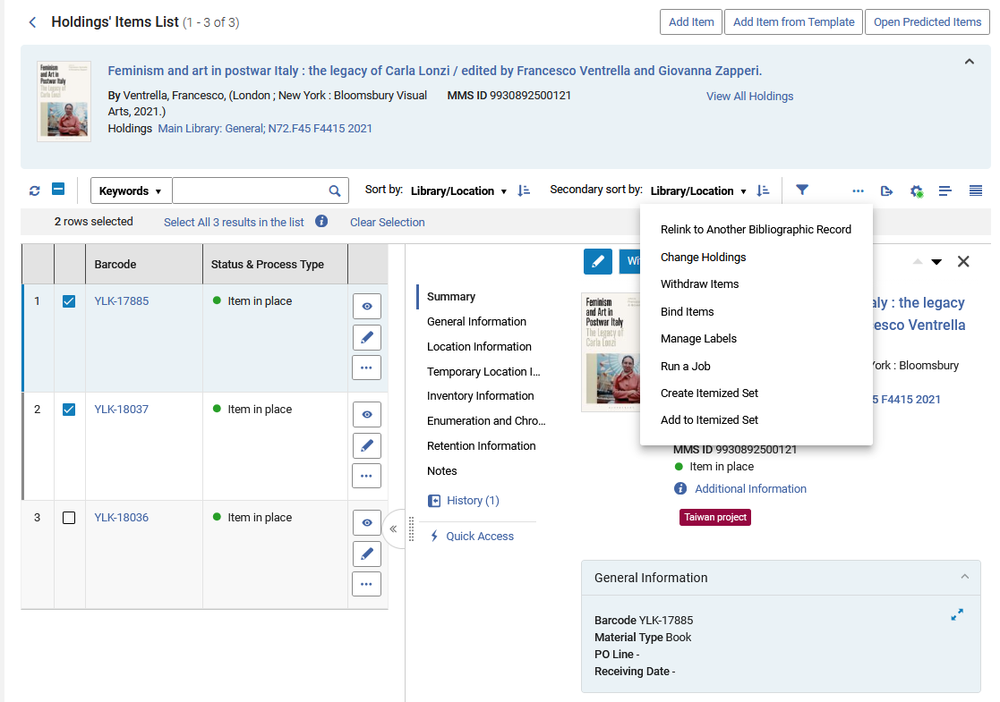 Holdings' Items List (1 - 3 of 3)
Add Item
Add Item from Template
Open Predicted Items
Feminism and art in postwar Italy : the legacy of Carla Lonzi / edited by Francesco Ventrella and Giovanna Zapperi.
By Ventrella, Francesco, (London ; New York : Bloomsbury Visual
Arts, 2021.)
MMS ID 9930892500121
View All Holdings
Holdings Main Library: General; N72.F45 F4415 2021
Feminism
and Art in
Postwar Italy
The Legacy of
Carla Lonzi
Keywords
Sort by: Library/Location
Secondary sort by: Library/Location
2 rows selected
Select All 3 results in the list
Clear Selection
Relink to Another Bibliographic Record
Change Holdings
Withdraw Items
Bind Items
Manage Labels
Run a Job
Create Itemized Set
Add to Itemized Set
Barcode
Status & Process Type
1
YLK-17885
Item in place
2
YLK-18037
Item in place
3
YLK-18036
Item in place
Summary
General Information
Location Information
Temporary Location I...
Inventory Information
Enumeration and Chro...
Retention Information
Notes
History (1)
Quick Access
Wi
Feminism
and Art in
Postwar Italy
The Legacy of
Carla Lonzi
aly : the legacy
esco Ventrella
York : Bloomsbury
5 F4415 2021
MMS ID 9930892500121
Item in place
Additional Information
Taiwan project
General Information
Barcode YLK-17885
Material Type Book
PO Line -
Receiving Date -